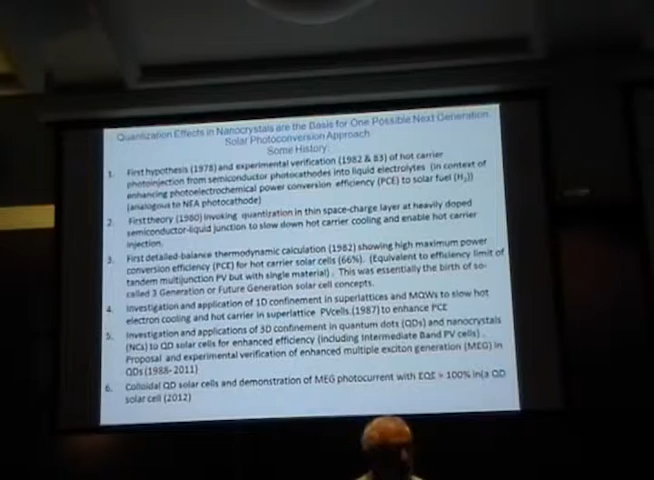 Quantization Effects in Nanocrystals are the Basis for One Possible Next Generation
Solar Photoconversion Approach
Some History:
1. First hypothesis (1978) and experimental verification (1982 & 83) of hot carrier
photoinjection from semiconductor photocathodes into liquid electrolytes (in context of
enhancing photoelectrochemical power conversion efficiency (PCE) to solar fuel (H2))
(analogous to NEA photocathode)
2. First theory (1980) invoking quantization in thin space-charge layer at heavily doped
semiconductor-liquid junction to slow down hot carrier cooling and enable hot carrier
injection.
3. First detailed-balance thermodynamic calculation (1982) showing high maximum power
conversion efficiency (PCE) for hot carrier solar cells (66%). (Equivalent to efficiency limit of
tandem multijunction PV but with single material). This was essentially the birth of so-
called 3 Generation or Future Generation solar cell concepts.
4. Investigation and application of 1D confinement in superlattices and MQWs to slow hot
electron cooling and hot carrier in superlattice PVcells.(1987) to enhance PCE
5. Investigation and applications of 3D confinement in quantum dots (QDs) and nanocrystals
(NCs) to QD solar cells for enhanced efficiency (including Intermediate Band PV cells).
Proposal and experimental verification of enhanced multiple exciton generation (MEG) in
QDs (1988-2011)
6. Colloidal QD solar cells and demonstration of MEG photocurrent with EQE > 100% in(a QD
solar cell (2012)